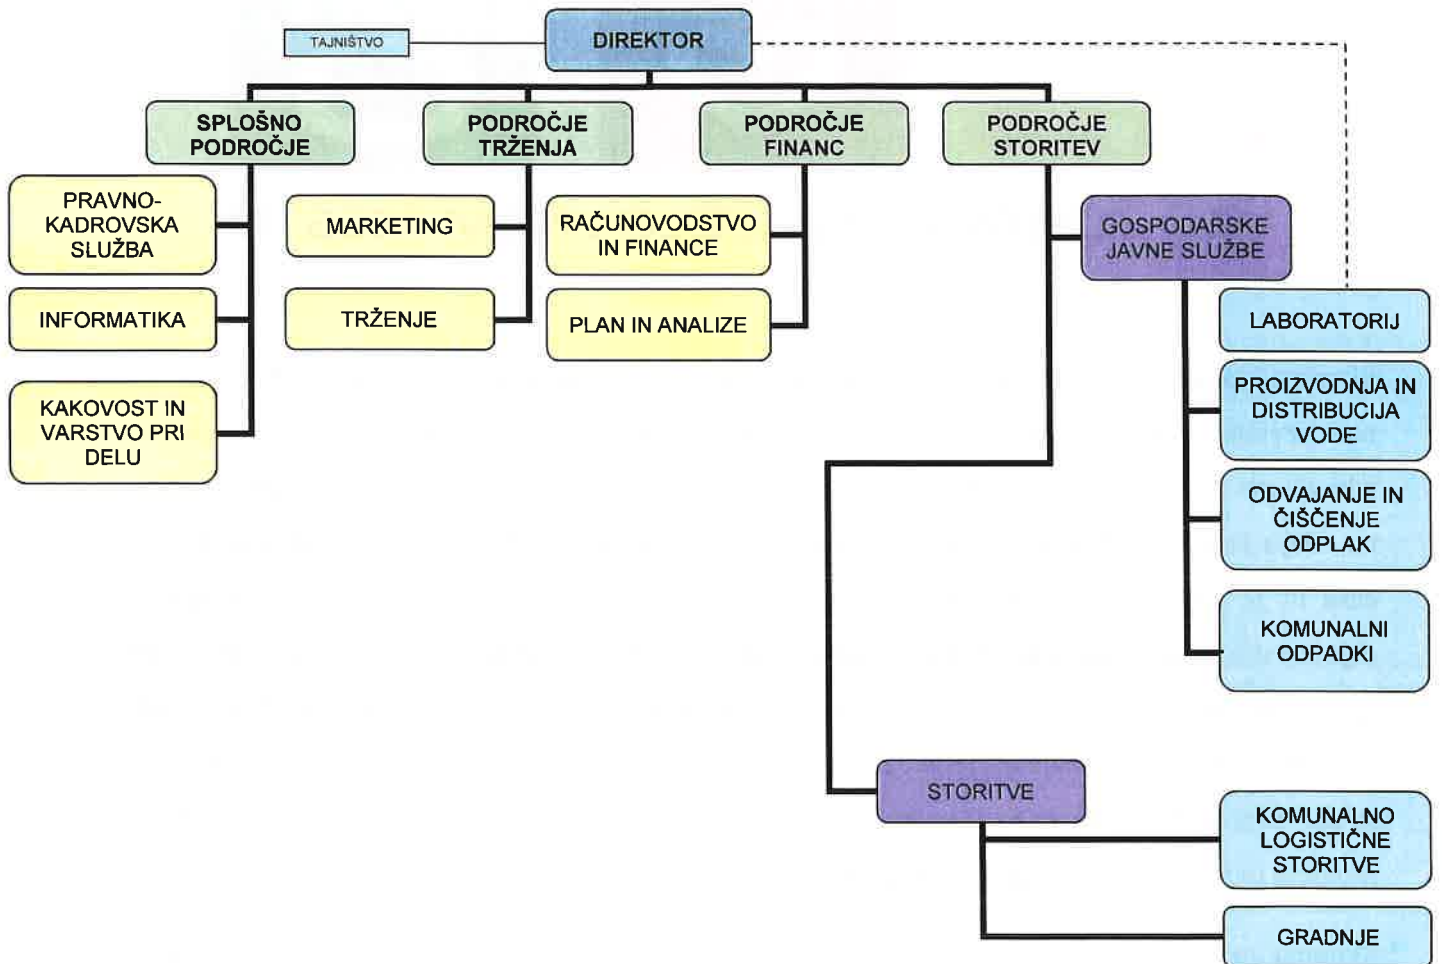 TAJNIŠTVO
DIREKTOR
SPLOŠNO
PODROČJE
PODROČJE
TRŽENJA
PODROČJE
FINANC
PODROČJE
STORITEV
PRAVNO-
KADROVSKA
SLUŽBA
INFORMATIKA
KAKOVOST IN
VARSTVO PRI
DELU
MARKETING
TRŽENJE
RAČUNOVODSTVO
IN FINANCE
PLAN IN ANALIZE
GOSPODARSKE
JAVNE SLUŽBE
LABORATORIJ
PROIZVODNJA IN
DISTRIBUCIJA
VODE
ODVAJANJE IN
ČIŠČENJE
ODPLAK
KOMUNALNI
ODPADKI
STORITVE
KOMUNALNO
LOGISTIČNE
STORITVE
GRADNJE